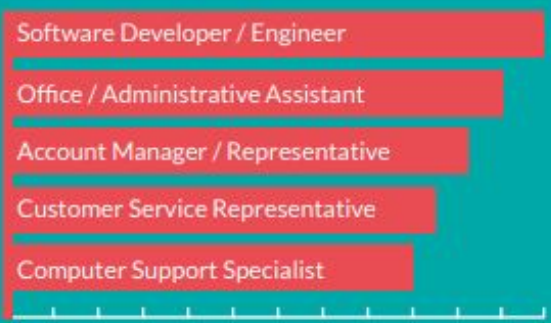 Software Developer / Engineer
Office / Administrative Assistant
Account Manager / Representative
Customer Service Representative
Computer Support Specialist